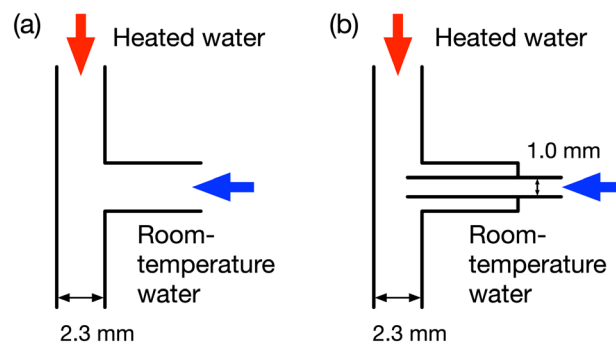 (a)
Heated water
Room-
temperature
water
2.3 mm
(b)
Heated water
1.0 mm
Room-
temperature
water
2.3 mm